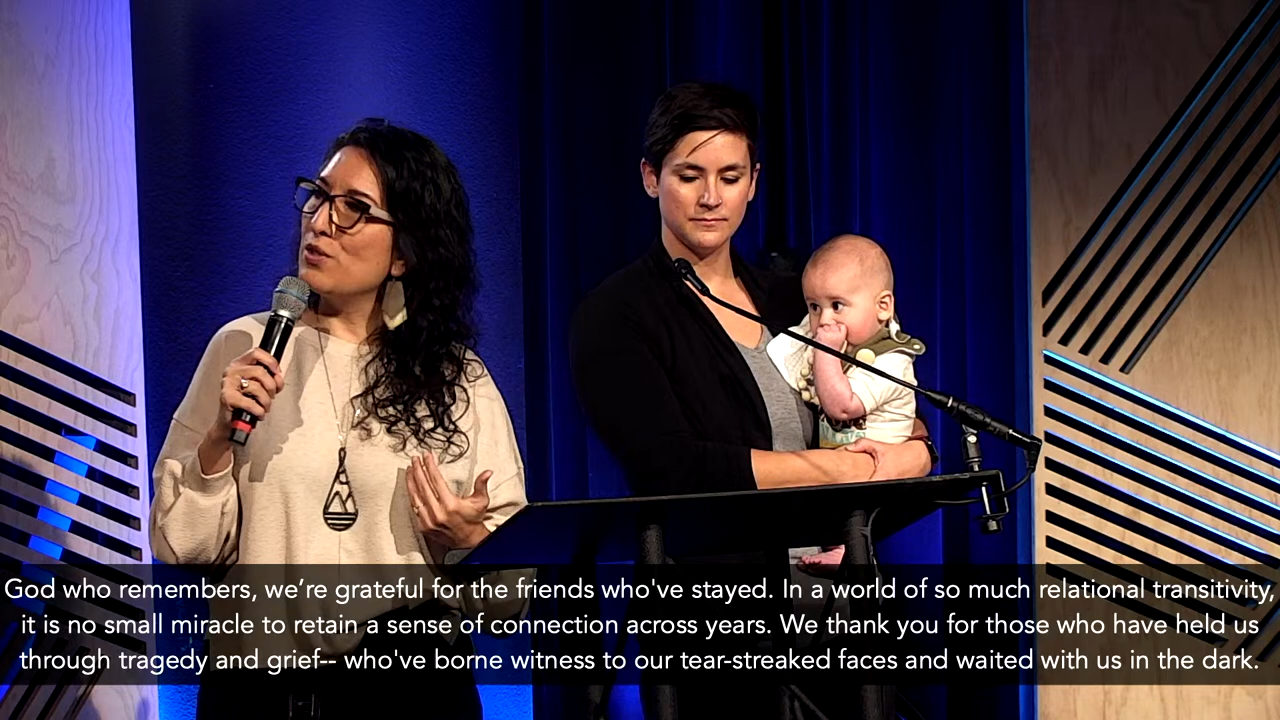 God who remembers, we’re grateful for the friends who've stayed. In a world of so much relational transitivity,
it is no small miracle to retain a sense of connection across years. We thank you for those who have held us
through tragedy and grief-- who've borne witness to our tear-streaked faces and waited with us in the dark.